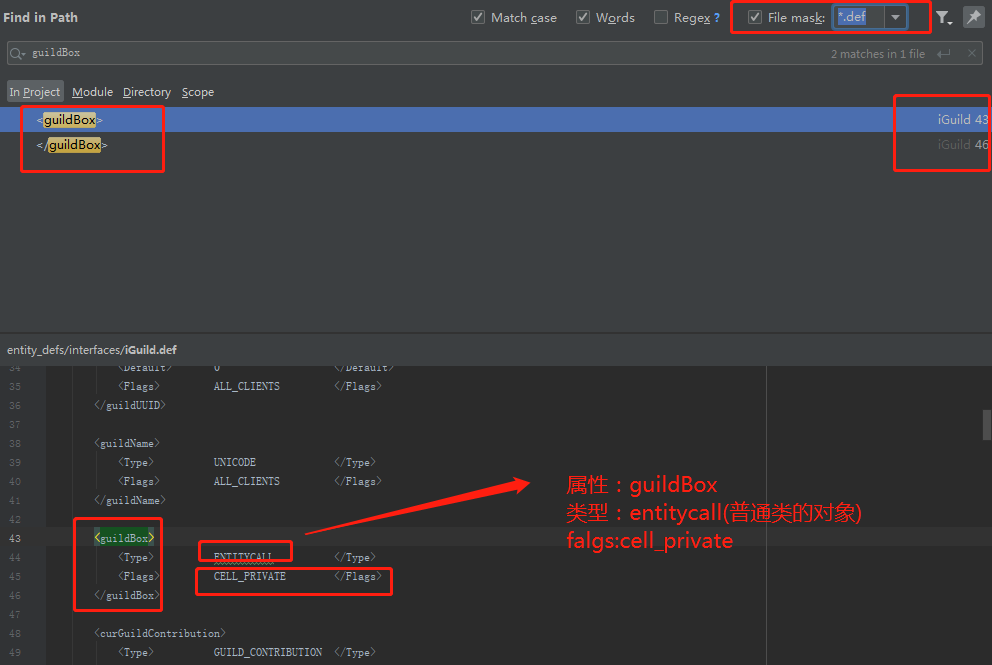 Find in Path
Match case Words Regex ? File mask: *.def
guildBox 2 matches in 1 file
In Project Module Directory Scope
<guildBox> iGuild 43
</guildBox> iGuild 46
entity_defs/interfaces/iGuild.def
34 <Default> 0 </Default>
35 <Flags> ALL_CLIENTS </Flags>
36 </guildUUID>
37
38 <guildName>
39 <Type> UNICODE </Type>
40 <Flags> ALL_CLIENTS </Flags>
41 </guildName>
42
43 <guildBox>
44 <Type> ENTITYCALL </Type>
45 <Flags> CELL_PRIVATE </Flags>
46 </guildBox>
47
48 <curGuildContribution>
49 <Type> GUILD_CONTRIBUTION </Type>
属性：guildBox
类型：entitycall(普通类的对象)
falgs:cell_private